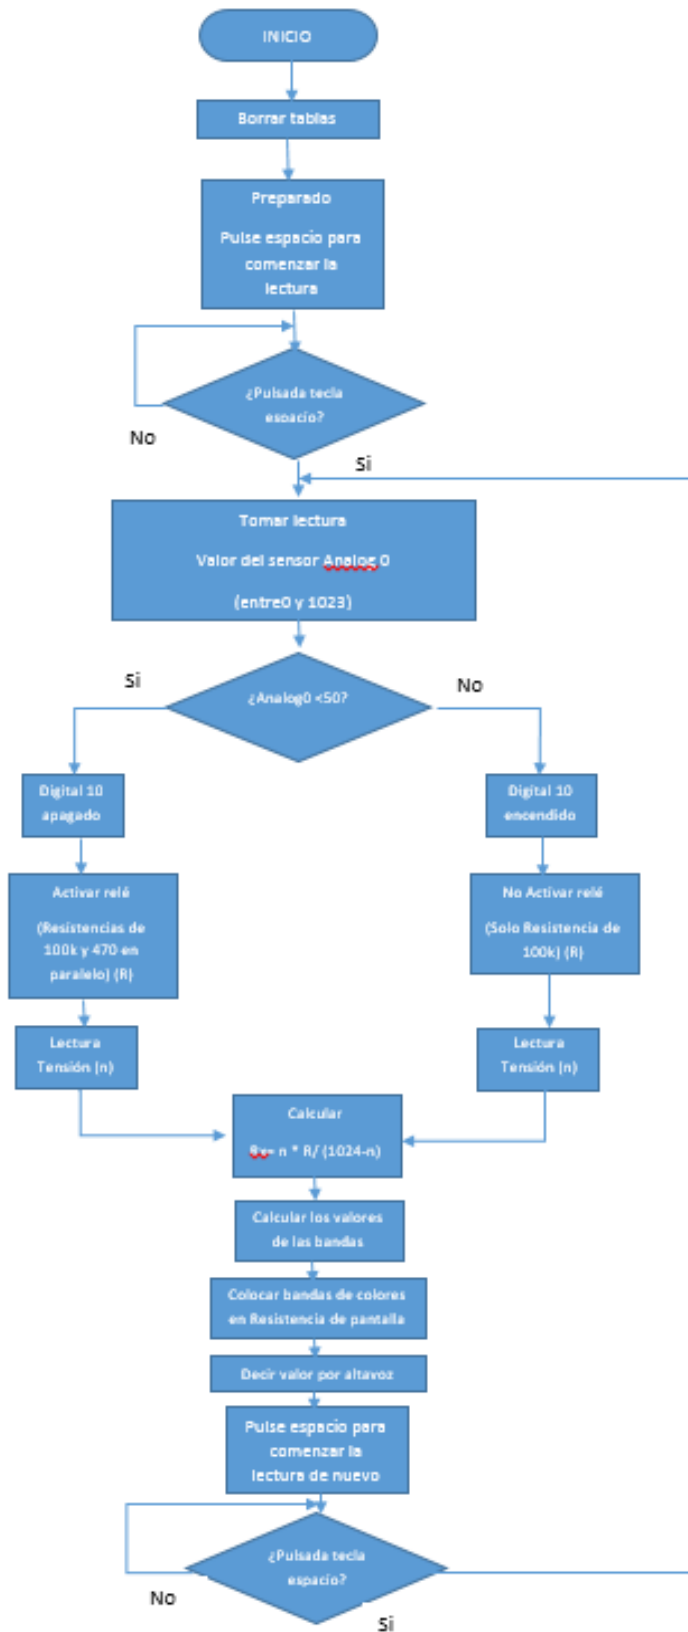 INICIO
Borrar tablas
Preparado
Pulse espacio para
comenzar la
lectura
¿Pulsada tecla
espacio?
No
Si
Tomar lectura
Valor del sensor Analog 0
(entre0 y 1023)
¿Analog0 <50?
Si
No
Digital 10
apagado
Digital 10
encendido
Activar relé
(Resistencias de
100k y 470 en
paralelo) (R)
No Activar relé
(Solo Resistencia de
100k) (R)
Lectura
Tensión (n)
Lectura
Tensión (n)
Calcular
n * R/ (1024-n)
Calcular los valores
de las bandas
Colocar bandas de colores
en Resistencia de pantalla
Decir valor por altavoz
Pulse espacio para
comenzar la
lectura de nuevo
¿Pulsada tecla
espacio?
No
Si